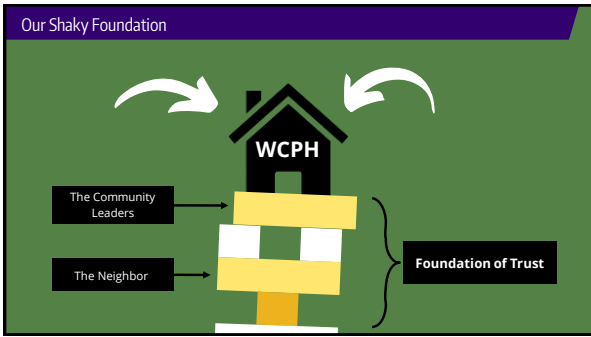 Our Shaky Foundation
WCPH
The Community
Leaders
The Neighbor
Foundation of Trust